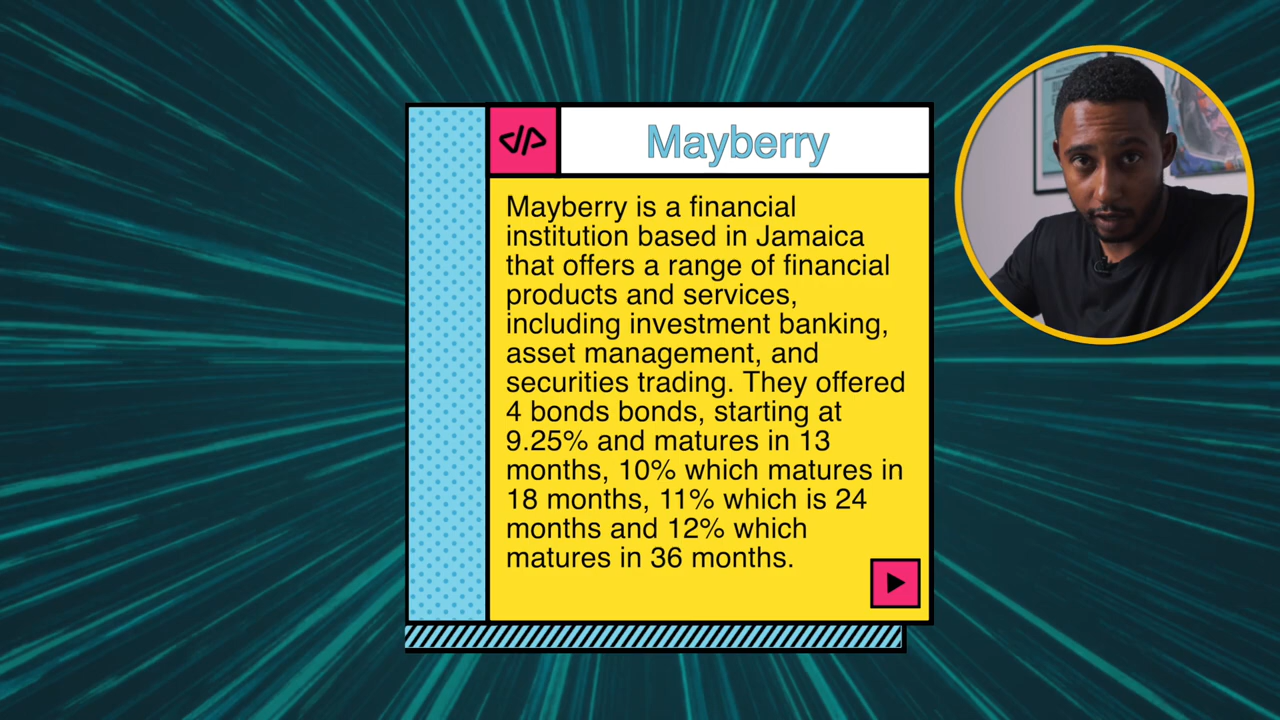 Mayberry
Mayberry is a financial
institution based in Jamaica
that offers a range of financial
products and services,
including investment banking,
asset management, and
securities trading. They offered
4 bonds bonds, starting at
9.25% and matures in 13
months, 10% which matures in
18 months, 11% which is 24
months and 12% which
matures in 36 months.